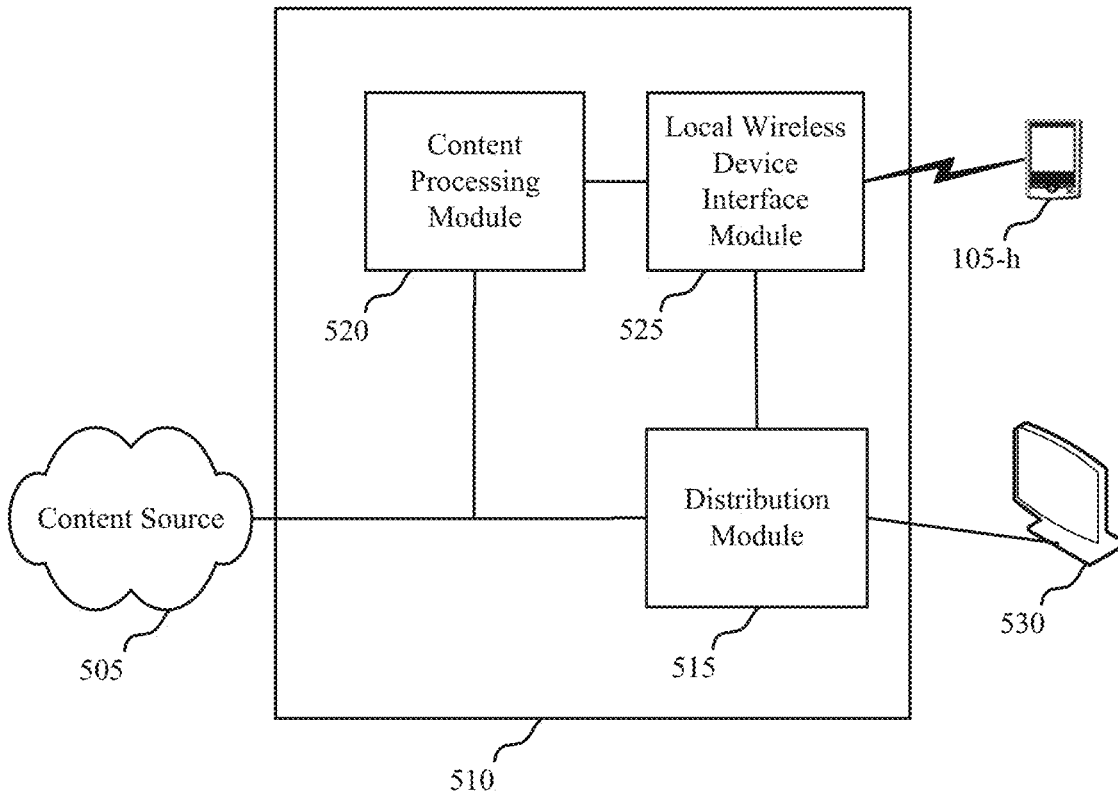 Content
Processing
Module
Local Wireless
Device
Interface
Module
105-h
520
525
Content Source
Distribution
Module
505
515
530
510